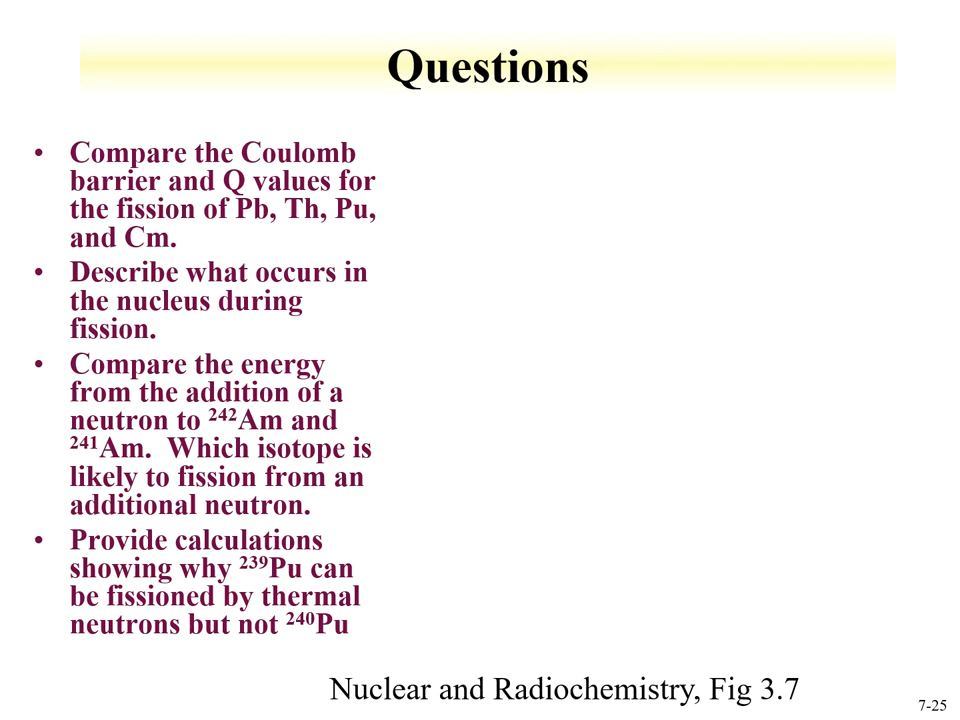 Questions
• Compare the Coulomb
barrier and Q values for
the fission of Pb, Th, Pu,
and Cm.
• Describe what occurs in
the nucleus during
fission.
• Compare the energy
from the addition of a
neutron to ²⁴²Am and
²⁴¹Am.  Which isotope is
likely to fission from an
additional neutron.
• Provide calculations
showing why ²³⁹Pu can
be fissioned by thermal
neutrons but not ²⁴⁰Pu
Nuclear and Radiochemistry, Fig 3.7
7-25